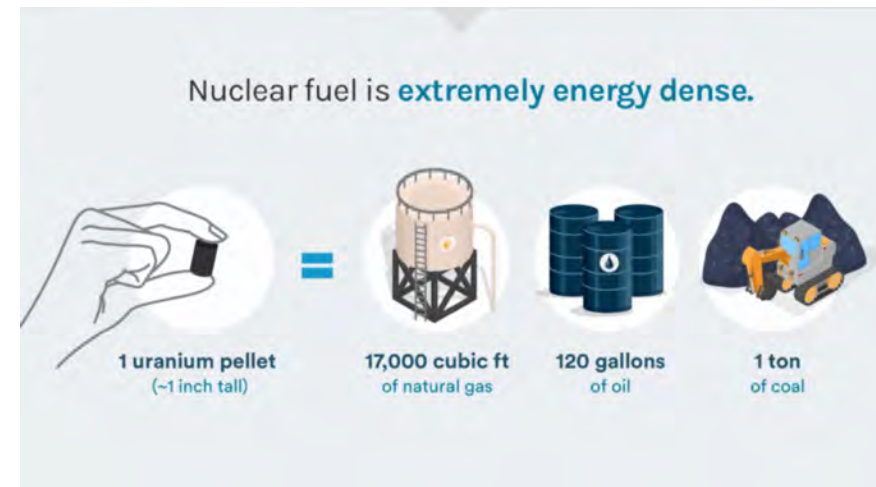 Nuclear fuel is extremely energy dense.
1 uranium pellet
(~1 inch tall)
17,000 cubic ft
of natural gas
120 gallons
of oil
1 ton
of coal